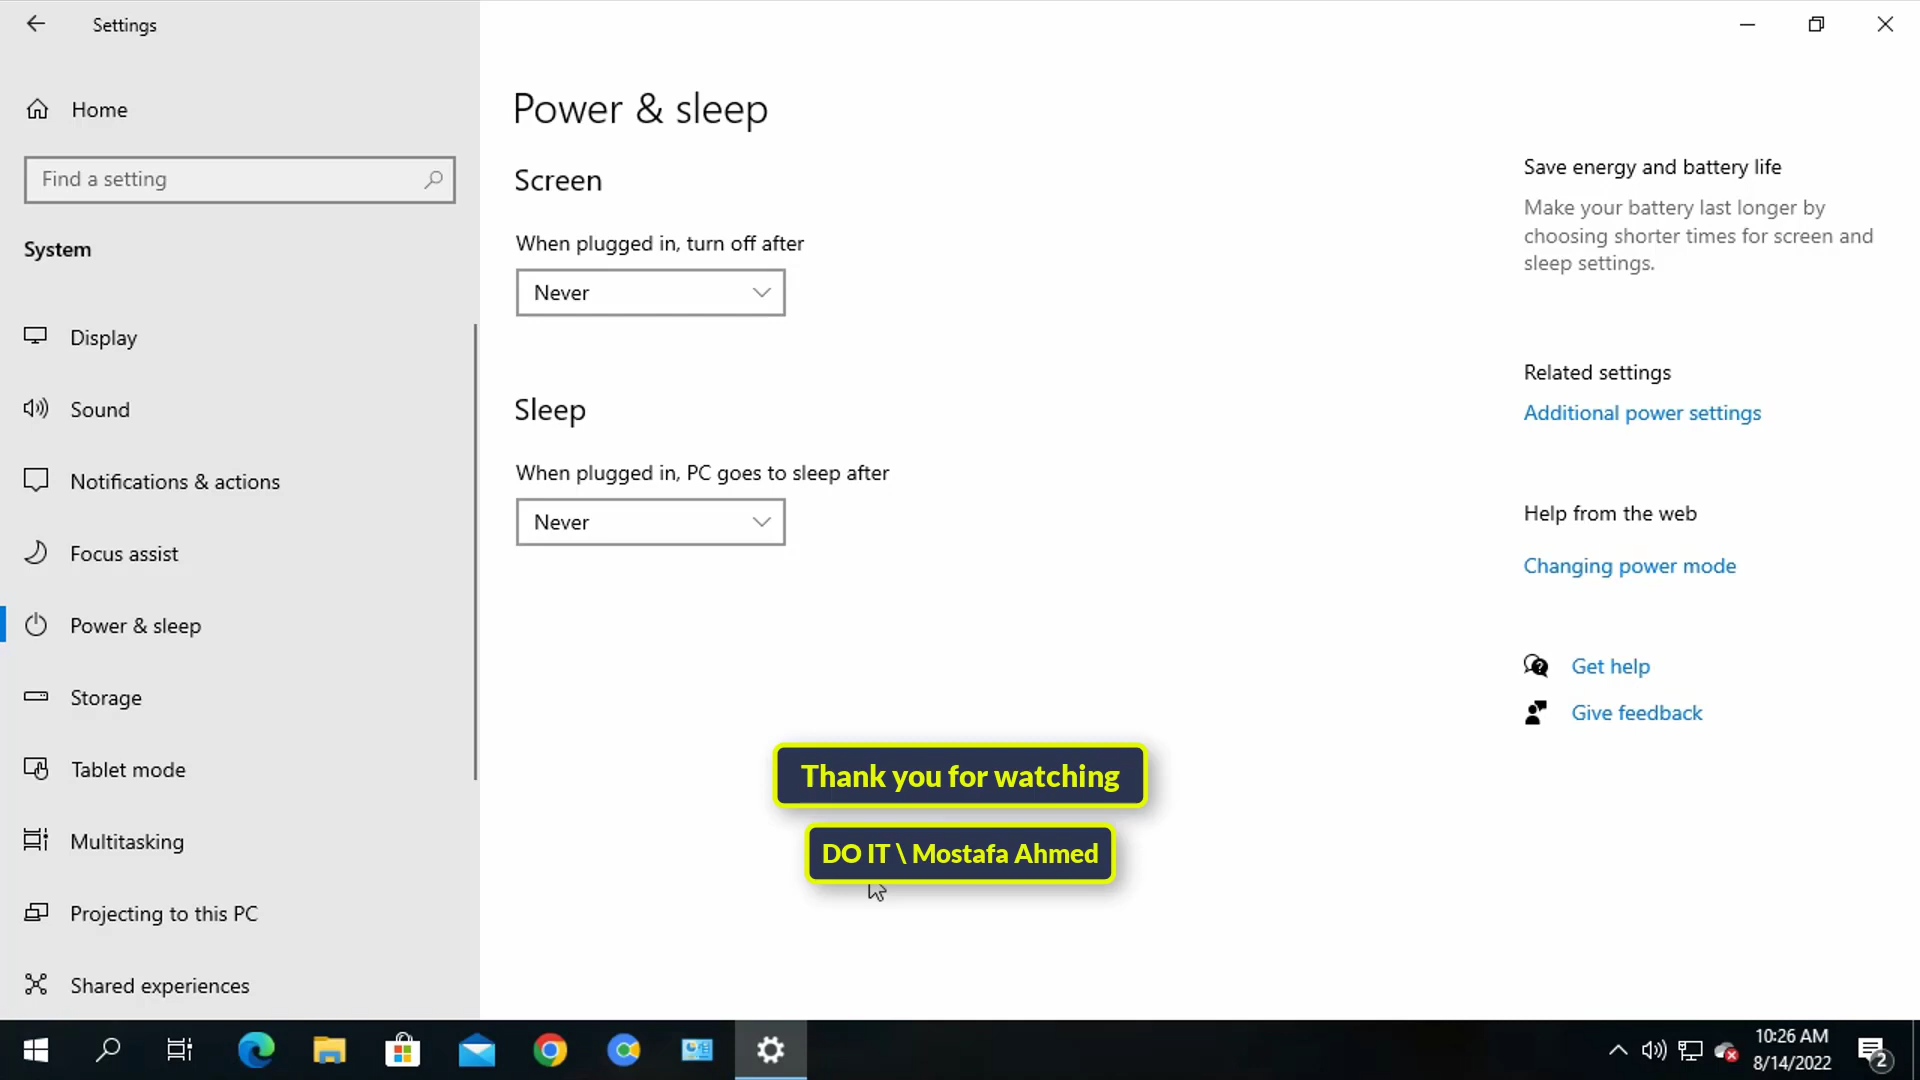 Settings
Home
Find a setting
System
Display
Sound
Notifications & actions
Focus assist
Power & sleep
Storage
Tablet mode
Multitasking
Projecting to this PC
Shared experiences
Power & sleep
Screen
When plugged in, turn off after
Never
Sleep
When plugged in, PC goes to sleep after
Never
Save energy and battery life
Make your battery last longer by
choosing shorter times for screen and
sleep settings.
Related settings
Additional power settings
Help from the web
Changing power mode
Get help
Give feedback
Thank you for watching
DO IT \ Mostafa Ahmed
10:26 AM
8/14/2022
2